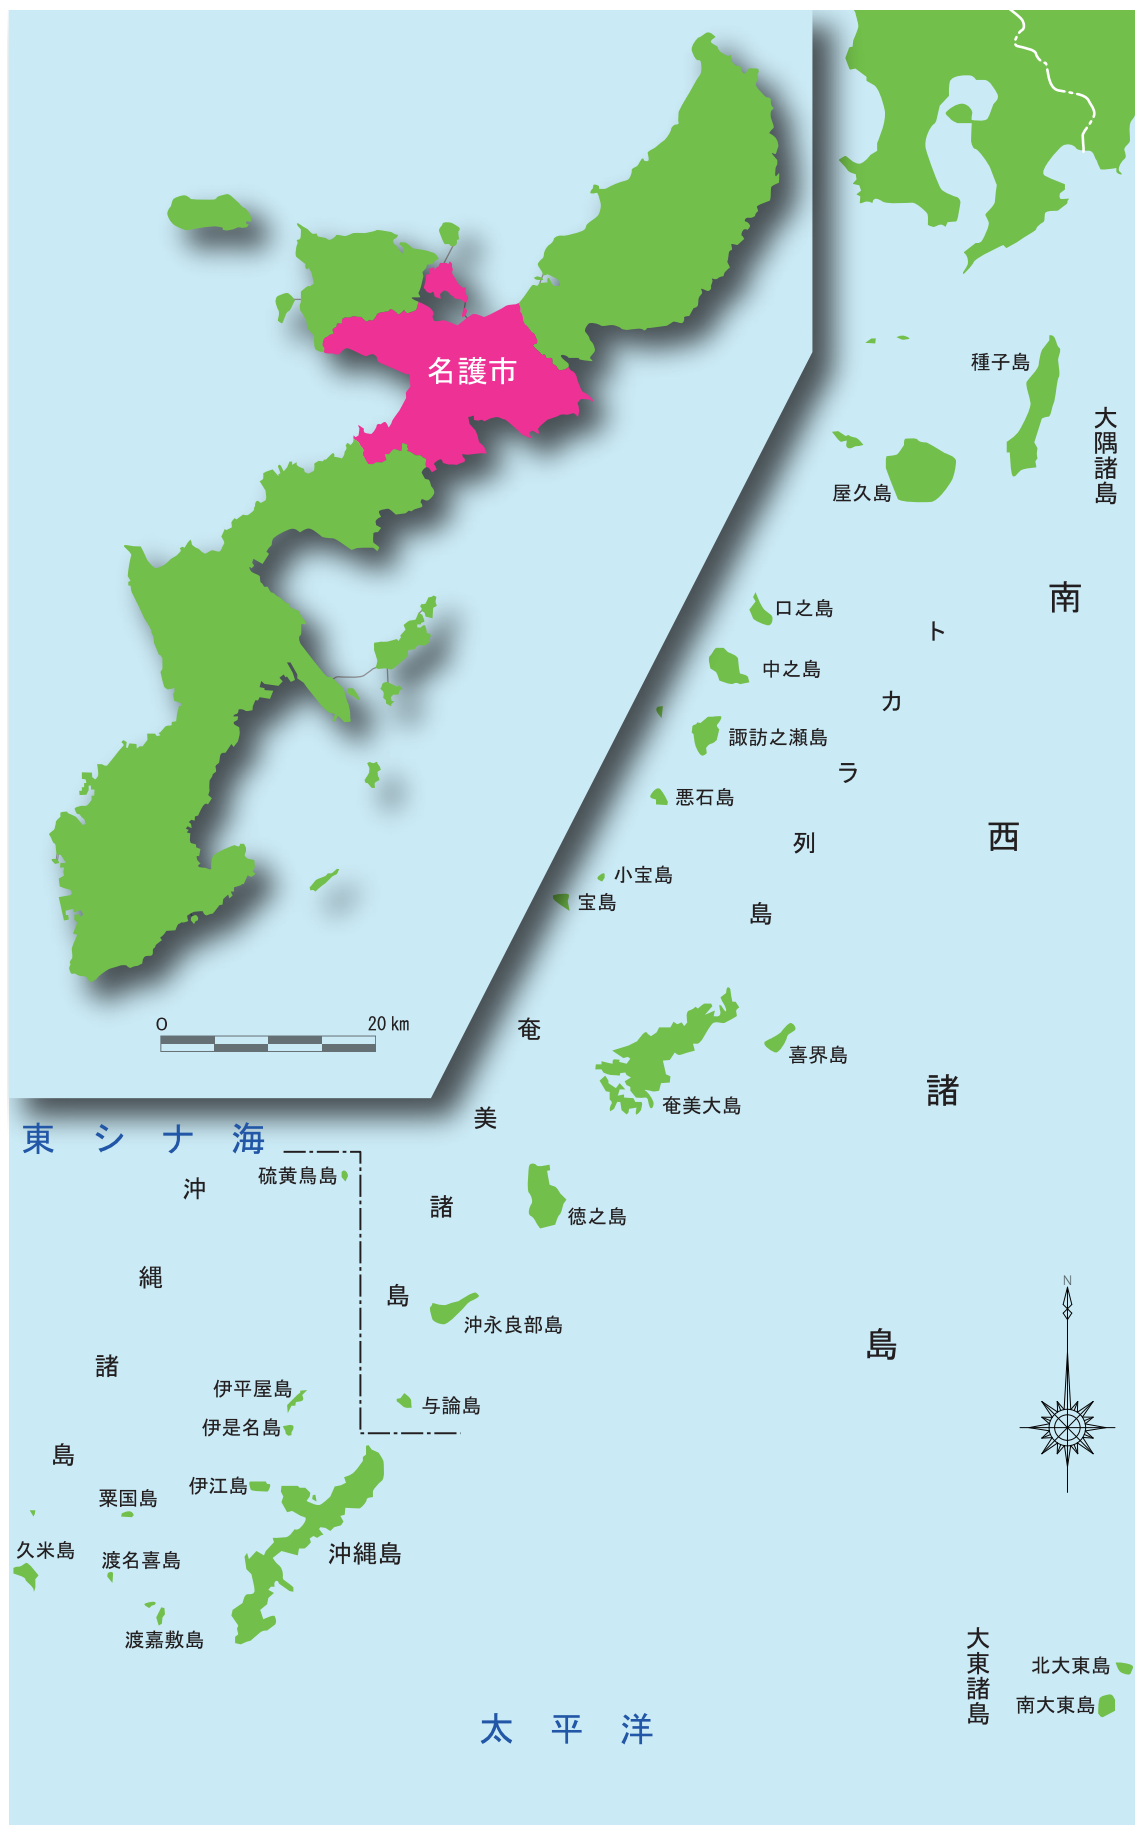 名護市
0
20 km
種子島
大隅諸島
屋久島
南西諸島
口之島
中之島
諏訪之瀬島
悪石島
小宝島
宝島
トカラ列島
奄美諸島
喜界島
奄美大島
徳之島
沖永良部島
与論島
東シナ海
硫黄鳥島
沖縄諸島
伊平屋島
伊是名島
伊江島
粟国島
久米島
渡名喜島
渡嘉敷島
沖縄島
N
大東諸島
北大東島
南大東島
太平洋